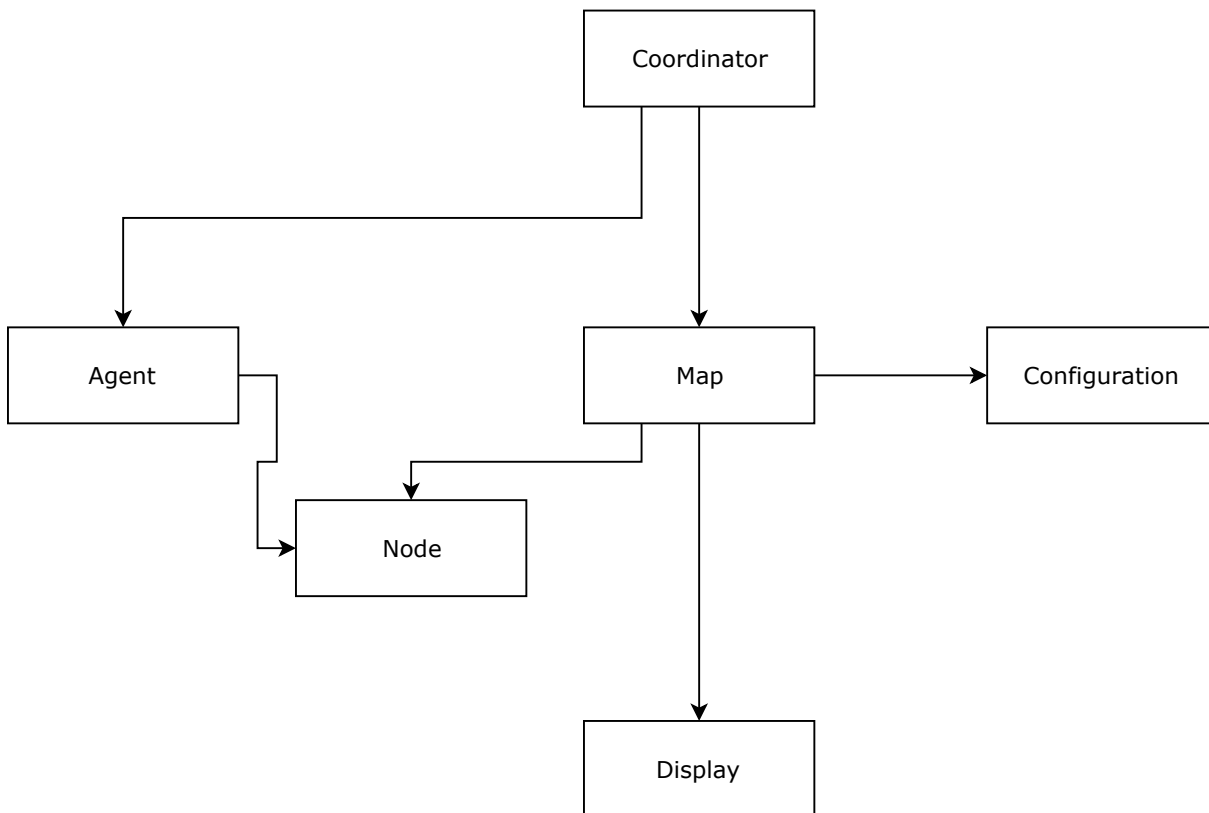 Coordinator
Agent
Map
Configuration
Node
Display